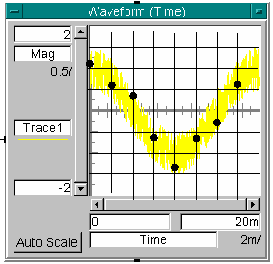 Waveform (Time)
2
Mag
0.5/
Trace1
-2
0
20m
Auto Scale
Time
2m/